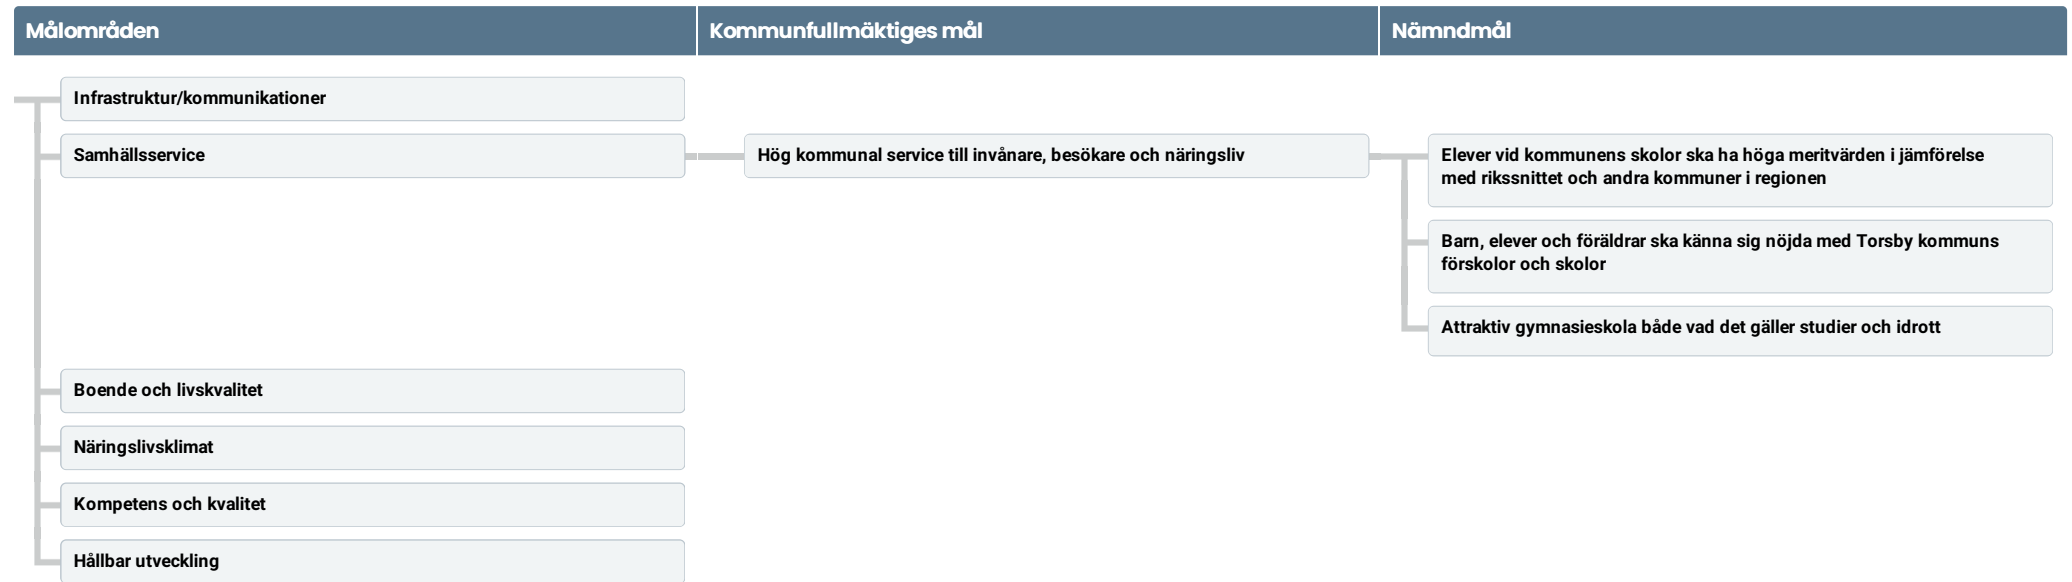 Målområden
Kommunfullmäktiges mål
Nämndmål
Infrastruktur/kommunikationer
Samhällsservice
Hög kommunal service till invånare, besökare och näringsliv
Elever vid kommunens skolor ska ha höga meritvärden i jämförelse
med rikssnittet och andra kommuner i regionen
Barn, elever och föräldrar ska känna sig nöjda med Torsby kommuns
förskolor och skolor
Attraktiv gymnasieskola både vad det gäller studier och idrott
Boende och livskvalitet
Näringslivsklimat
Kompetens och kvalitet
Hållbar utveckling